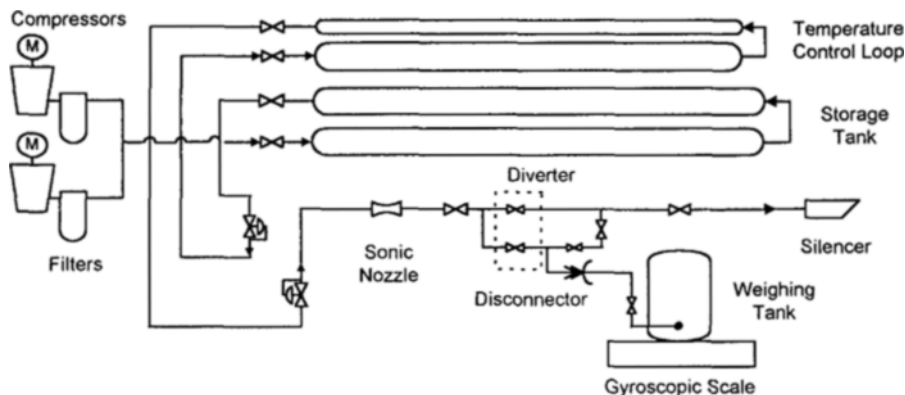 Compressors
M
Temperature
Control Loop
M
Storage
Tank
Diverter
Filters
Sonic
Nozzle
Silencer
Disconnector
Weighing
Tank
Gyroscopic Scale